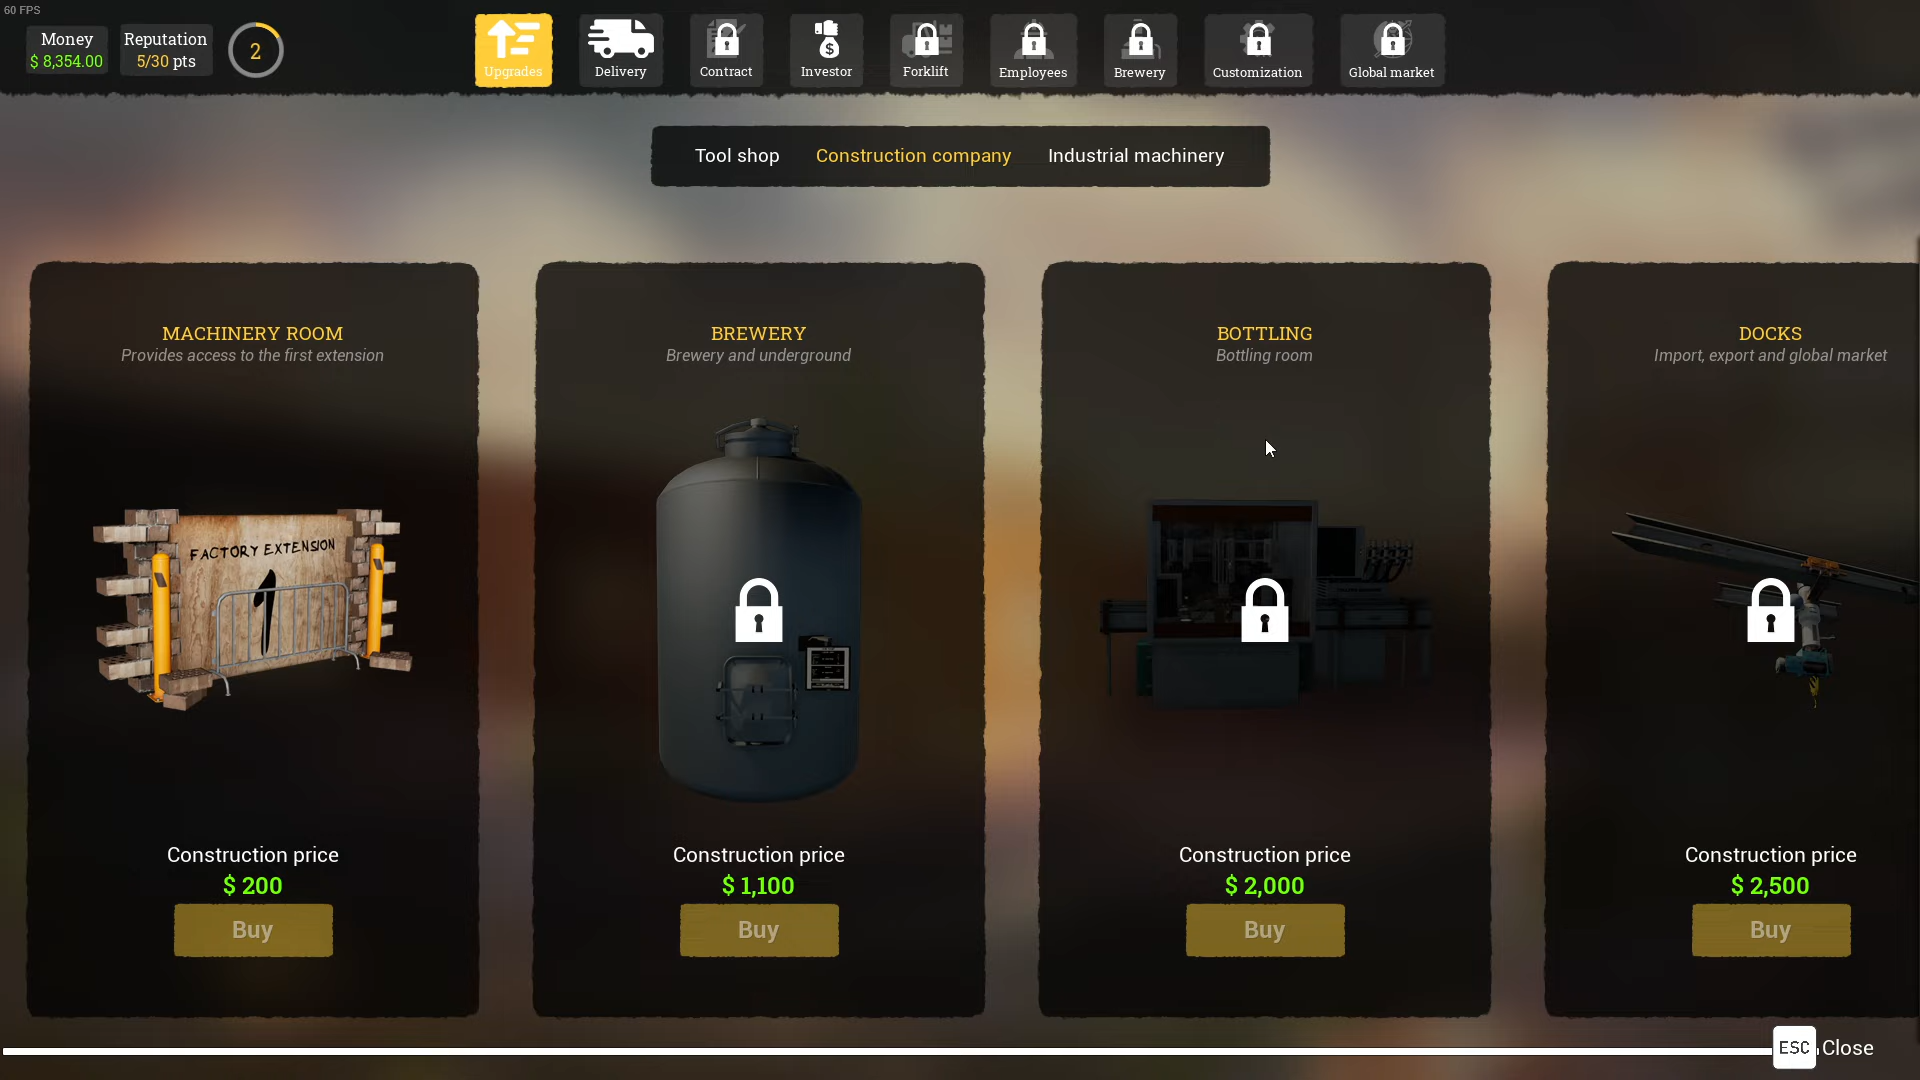 60 FPS
Money
$ 8,354.00
Reputation
5/30 pts
2
Upgrades
Delivery
Contract
Investor
Forklift
Employees
Brewery
Customization
Global market
Tool shop
Construction company
Industrial machinery
MACHINERY ROOM
Provides access to the first extension
FACTORY EXTENSION
1
Construction price
$ 200
Buy
BREWERY
Brewery and underground
Construction price
$ 1,100
Buy
BOTTLING
Bottling room
Construction price
$ 2,000
Buy
DOCKS
Import, export and global market
Construction price
$ 2,500
Buy
ESC
Close